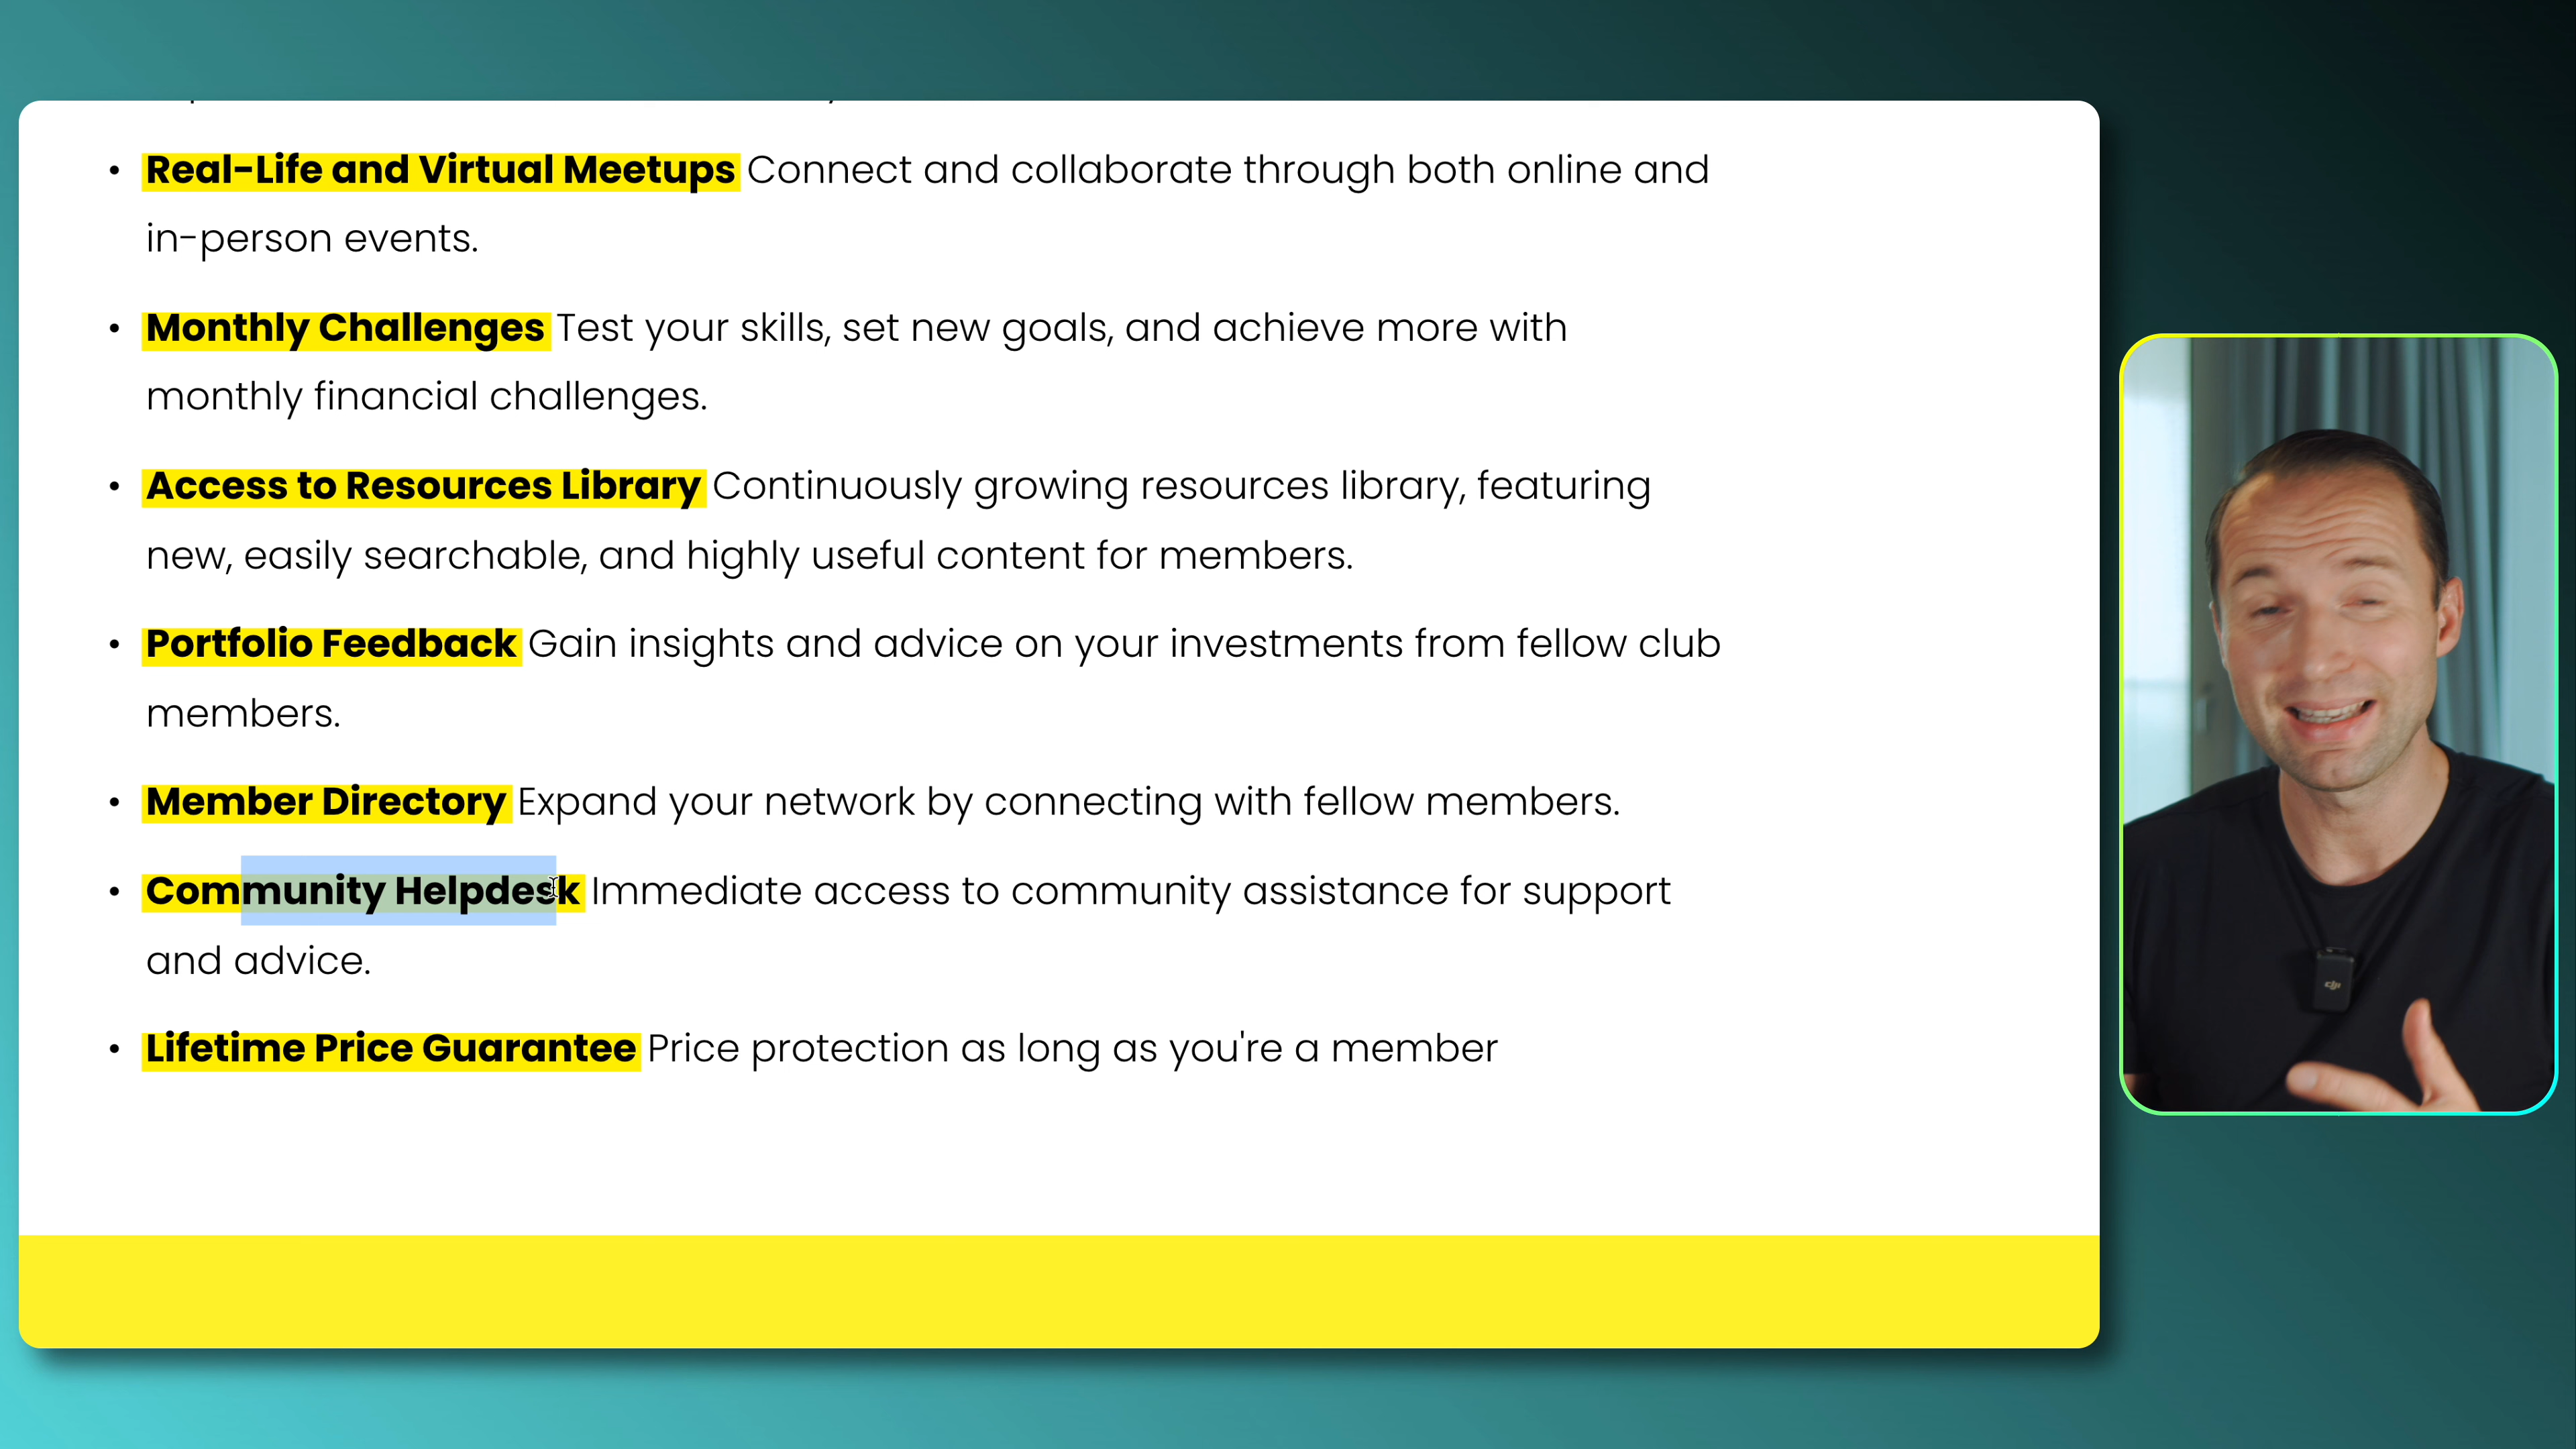 • Real-Life and Virtual Meetups Connect and collaborate through both online and
in-person events.
• Monthly Challenges Test your skills, set new goals, and achieve more with
monthly financial challenges.
• Access to Resources Library Continuously growing resources library, featuring
new, easily searchable, and highly useful content for members.
• Portfolio Feedback Gain insights and advice on your investments from fellow club
members.
• Member Directory Expand your network by connecting with fellow members.
• Community Helpdesk Immediate access to community assistance for support
and advice.
• Lifetime Price Guarantee Price protection as long as you're a member
dji